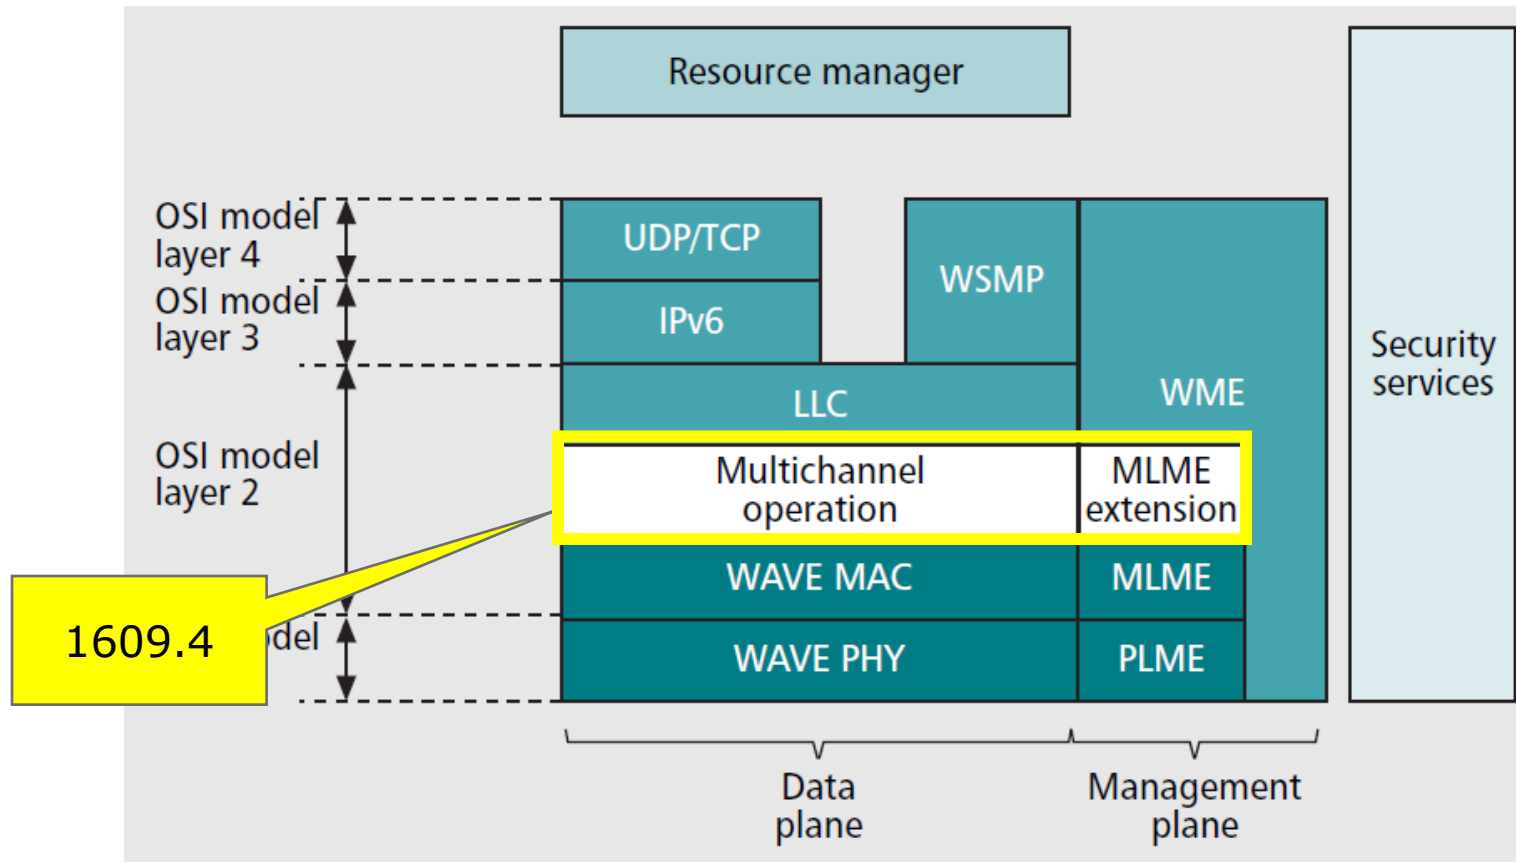 Resource manager
OSI model
layer 4
UDP/TCP
WSMP
OSI model
layer 3
IPv6
Security
services
LLC
WME
OSI model
layer 2
Multichannel
operation
MLME
extension
WAVE MAC
MLME
1609.4
WAVE PHY
PLME
Data
plane
Management
plane